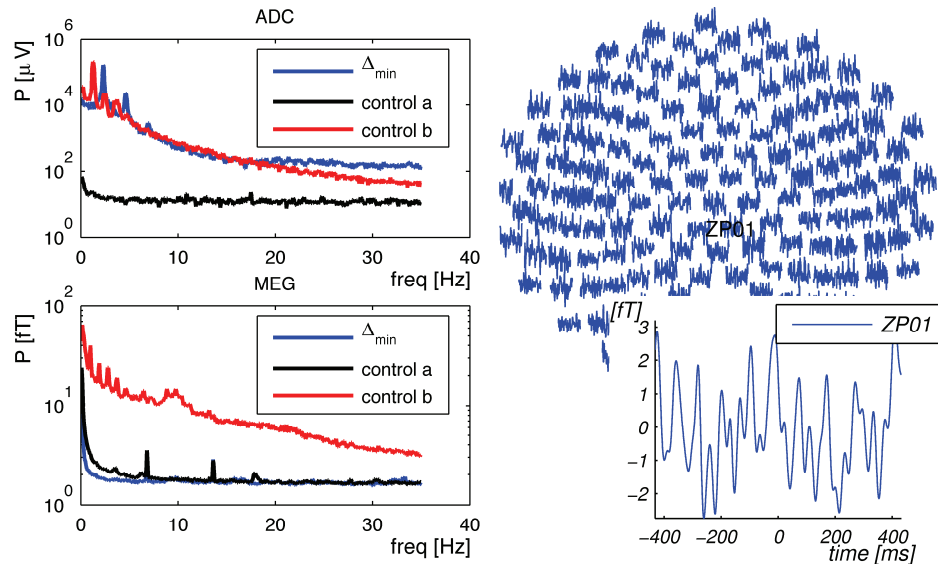 ADC
P [μ V]
10^6
10^4
10^2
10^0
Δmin
control a
control b
0 10 20 30 40
freq [Hz]
MEG
P [fT]
10^2
10^1
10^0
Δmin
control a
control b
0 10 20 30 40
freq [Hz]
ZP01
[fT]
ZP01
3
2
1
0
−1
−2
−400 −200 0 200 400
time [ms]